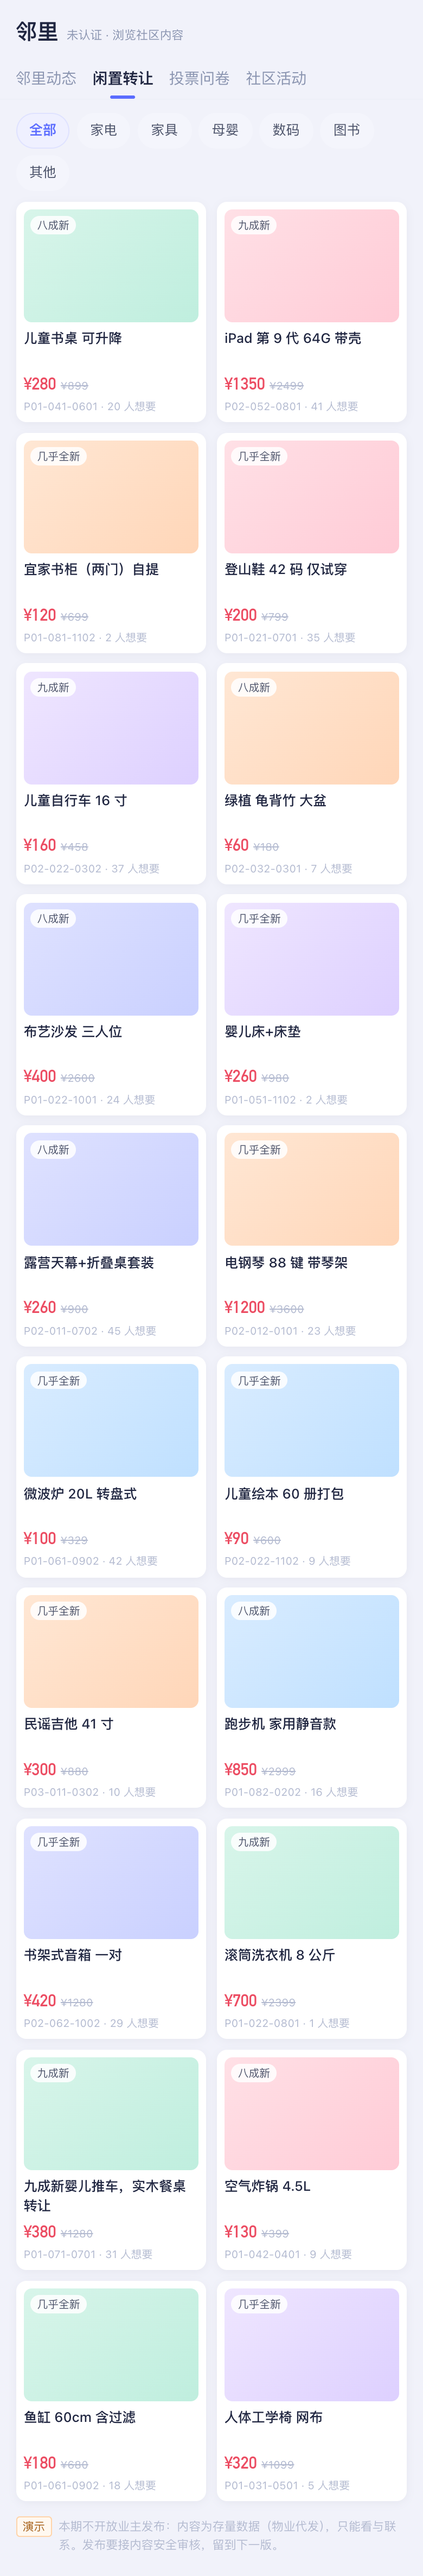 邻里 未认证 · 浏览社区内容
邻里动态 闲置转让 投票问卷 社区活动
全部 家电 家具 母婴 数码 图书
其他
八成新
儿童书桌 可升降
¥280 ¥899
P01-041-0601 · 20 人想要
九成新
iPad 第 9 代 64G 带壳
¥1350 ¥2499
P02-052-0801 · 41 人想要
几乎全新
宜家书柜（两门）自提
¥120 ¥699
P01-081-1102 · 2 人想要
几乎全新
登山鞋 42 码 仅试穿
¥200 ¥799
P01-021-0701 · 35 人想要
九成新
儿童自行车 16 寸
¥160 ¥458
P02-022-0302 · 37 人想要
八成新
绿植 龟背竹 大盆
¥60 ¥180
P02-032-0301 · 7 人想要
八成新
布艺沙发 三人位
¥400 ¥2600
P01-022-1001 · 24 人想要
几乎全新
婴儿床+床垫
¥260 ¥980
P01-051-1102 · 2 人想要
八成新
露营天幕+折叠桌套装
¥260 ¥900
P02-011-0702 · 45 人想要
几乎全新
电钢琴 88 键 带琴架
¥1200 ¥3600
P02-012-0101 · 23 人想要
几乎全新
微波炉 20L 转盘式
¥100 ¥329
P01-061-0902 · 42 人想要
几乎全新
儿童绘本 60 册打包
¥90 ¥600
P02-022-1102 · 9 人想要
几乎全新
民谣吉他 41 寸
¥300 ¥880
P03-011-0302 · 10 人想要
八成新
跑步机 家用静音款
¥850 ¥2999
P01-082-0202 · 16 人想要
几乎全新
书架式音箱 一对
¥420 ¥1280
P02-062-1002 · 29 人想要
九成新
滚筒洗衣机 8 公斤
¥700 ¥2399
P01-022-0801 · 1 人想要
九成新
九成新婴儿推车，实木餐桌
转让
¥380 ¥1280
P01-071-0701 · 31 人想要
八成新
空气炸锅 4.5L
¥130 ¥399
P01-042-0401 · 9 人想要
几乎全新
鱼缸 60cm 含过滤
¥180 ¥680
P01-061-0902 · 18 人想要
几乎全新
人体工学椅 网布
¥320 ¥1099
P01-031-0501 · 5 人想要
演示 本期不开放业主发布：内容为存量数据（物业代发），只能看与联
系。发布要接内容安全审核，留到下一版。